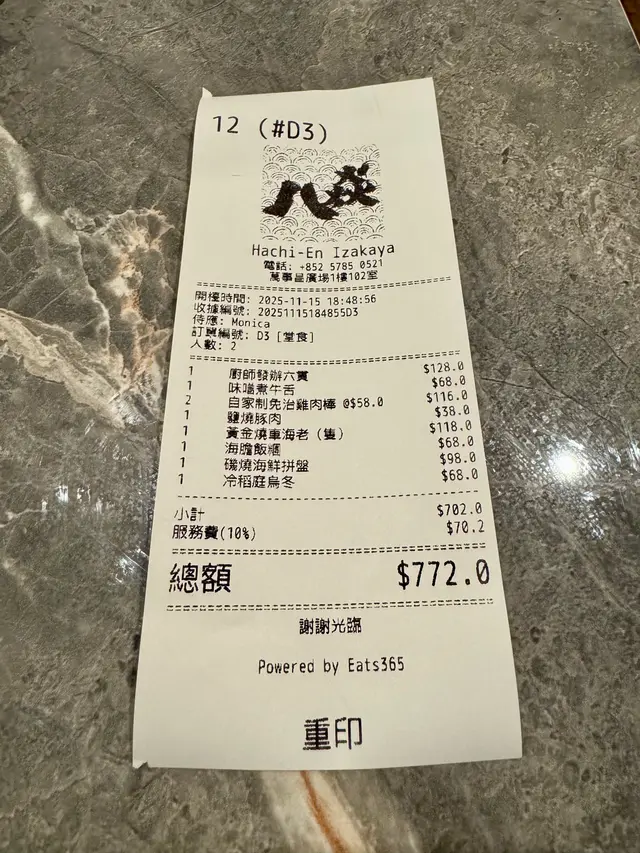 12 (#D3)
八炎
Hachi-En Izakaya
電話: +852 5785 0521
萬事昌廣場1樓102室
開檯時間: 2025-11-15 18:48:56
收據編號: 20251115184855D3
侍應: Monica
訂單編號: D3 [堂食]
人數: 2
1 廚師發辦六貫 $128.0
1 味噌煮牛舌 $68.0
2 自家制免治雞肉棒 @$58.0 $116.0
1 鹽燒豚肉 $38.0
1 黃金燒車海老（隻） $118.0
1 海膽飯糰 $68.0
1 磯燒海鮮拼盤 $98.0
1 冷稻庭烏冬 $68.0
小計 $702.0
服務費(10%) $70.2
總額 $772.0
謝謝光臨
Powered by Eats365
重印